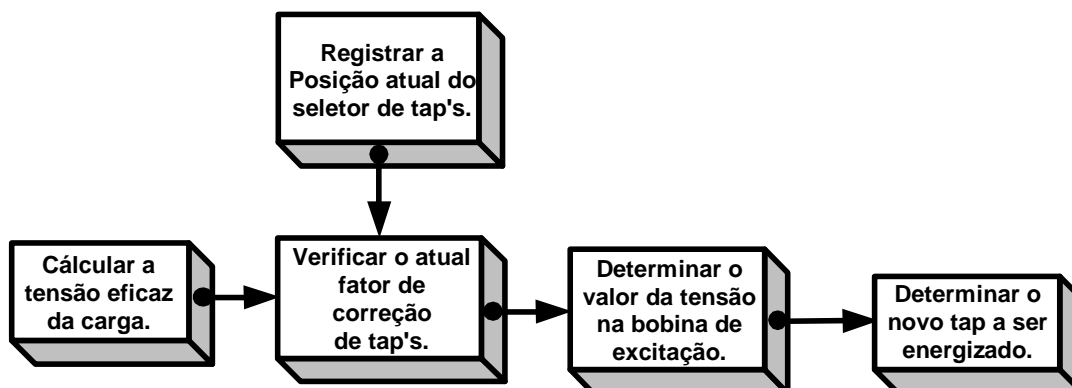 Registrar a
Posição atual do
seletor de tap's.
Cálcular a
tensão eficaz
da carga.
Verificar o atual
fator de
correção
de tap's.
Determinar o
valor da tensão
na bobina de
excitação.
Determinar o
novo tap a ser
energizado.